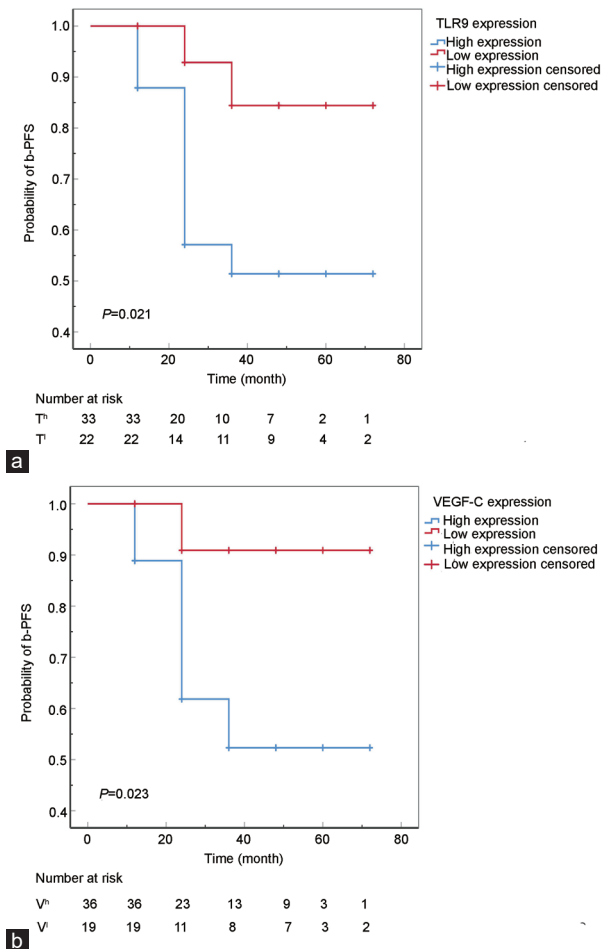 TLR9 expression
High expression
Low expression
High expression censored
Low expression censored
1.0
0.9
0.8
0.7
0.6
0.5
0.4
Probability of b-PFS
P=0.021
0 20 40 60 80
Time (month)
Number at risk
Tʰ 33 33 20 10 7 2 1
Tˡ 22 22 14 11 9 4 2
a
VEGF-C expression
High expression
Low expression
High expression censored
Low expression censored
1.0
0.9
0.8
0.7
0.6
0.5
0.4
Probability of b-PFS
P=0.023
0 20 40 60 80
Time (month)
Number at risk
Vʰ 36 36 23 13 9 3 1
Vˡ 19 19 11 8 7 3 2
b